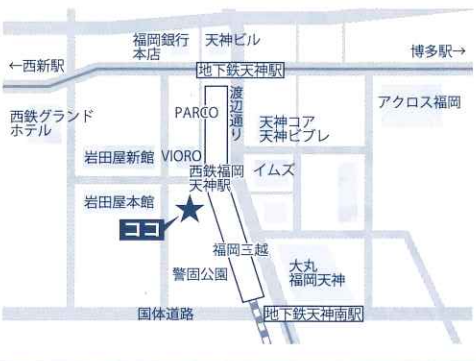 福岡銀行
本店
天神ビル
博多駅→
←西新駅
地下鉄天神駅
西鉄グランド
ホテル
PARCO
渡辺通り
天神コア
天神ビブレ
アクロス福岡
岩田屋新館
VIORO
西鉄福岡
天神駅
イムズ
岩田屋本館
ココ
福岡三越
警固公園
大丸
福岡天神
国体道路
地下鉄天神南駅